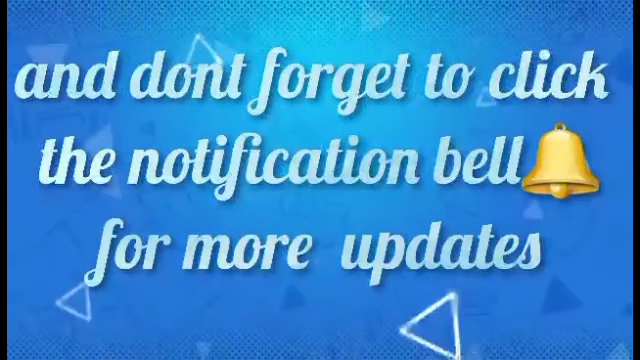 and dont forget to click
the notification bell🔔
for more updates